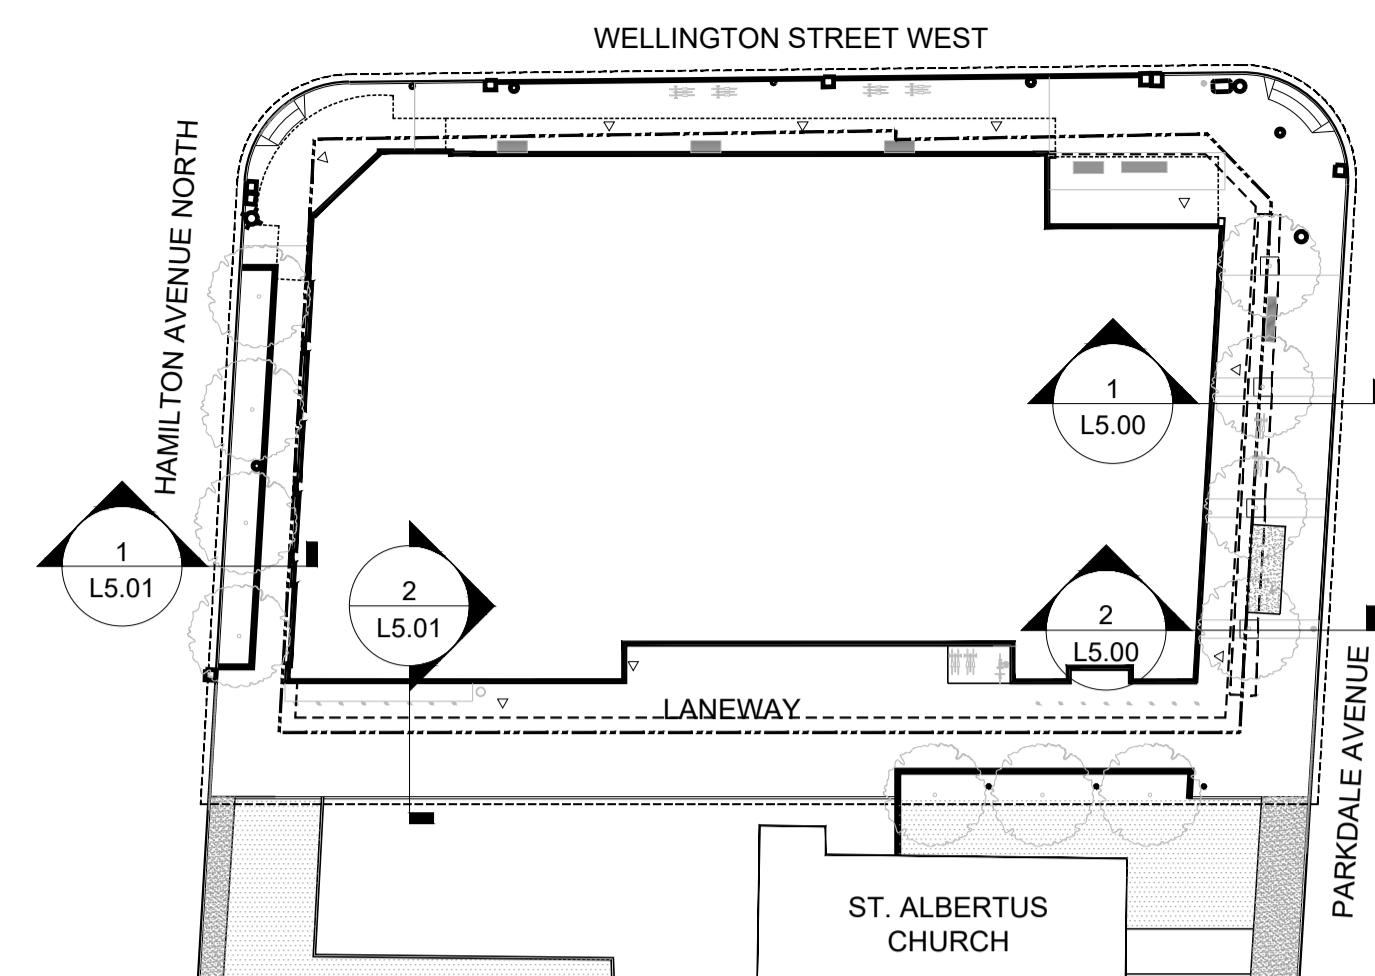 WELLINGTON STREET WEST
HAMILTON AVENUE NORTH
1
L5.00
1
L5.01
2
L5.01
2
L5.00
LANEWAY
PARKDALE AVENUE
ST. ALBERTUS
CHURCH